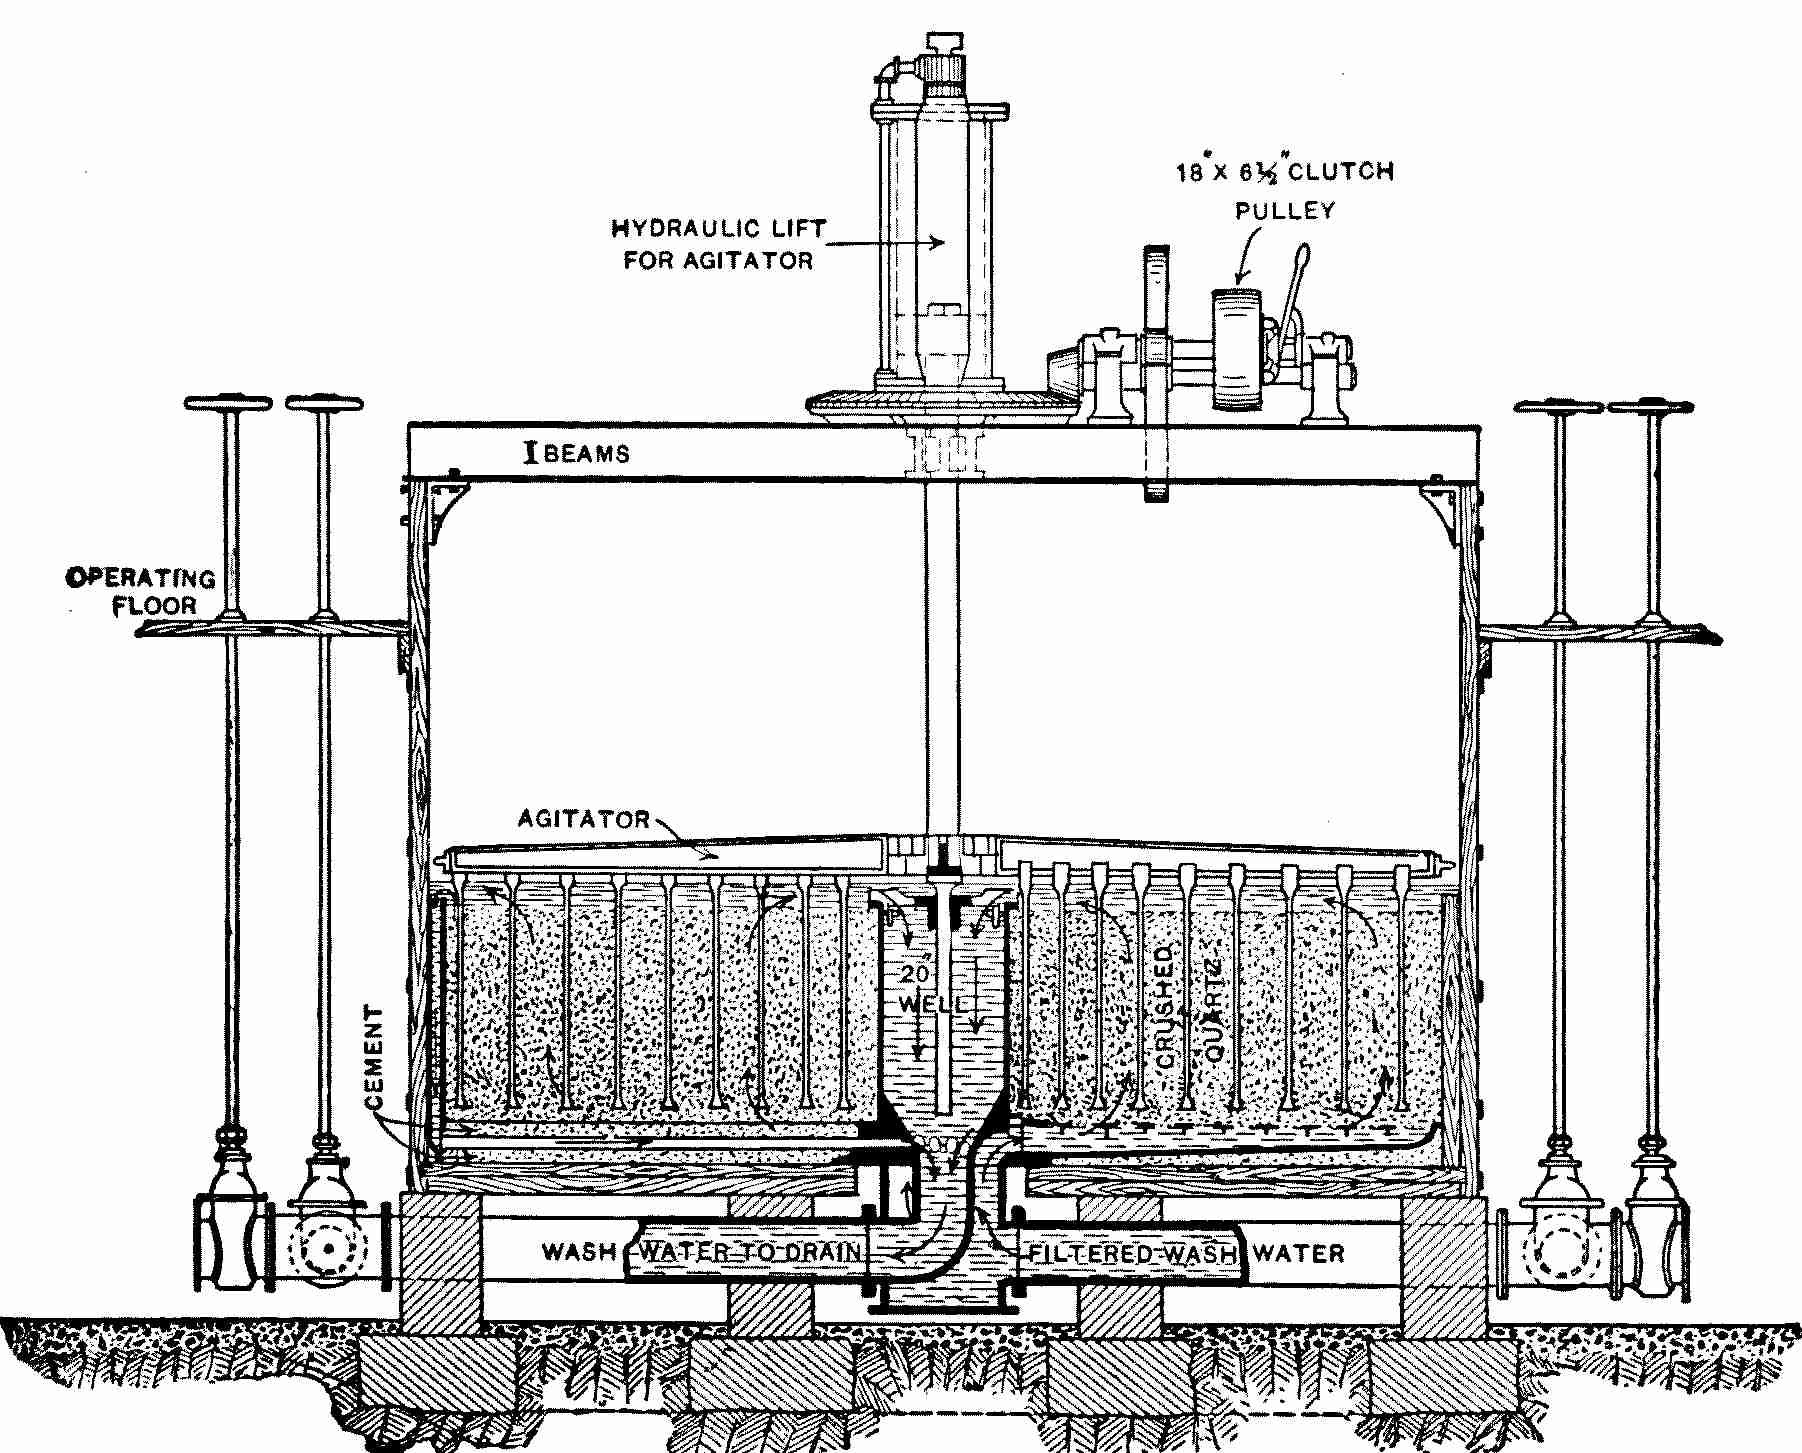 18" X 6½" CLUTCH
PULLEY
HYDRAULIC LIFT
FOR AGITATOR
I BEAMS
OPERATING
FLOOR
AGITATOR
20"
WELL
CRUSHED
QUARTZ
CEMENT
WASH WATER TO DRAIN
FILTERED WASH WATER